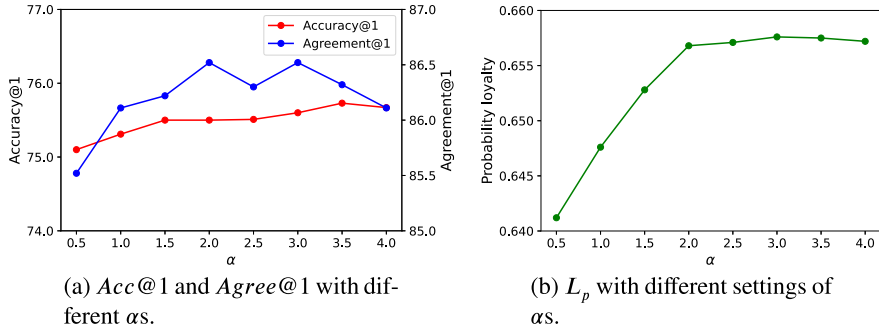 77.0
76.0
75.0
74.0
Accuracy@1
87.0
86.5
86.0
85.5
85.0
Agreement@1
Accuracy@1
Agreement@1
0.5 1.0 1.5 2.0 2.5 3.0 3.5 4.0
α
(a) Acc@1 and Agree@1 with dif-
ferent αs.
0.660
0.655
0.650
0.645
0.640
Probability loyalty
0.5 1.0 1.5 2.0 2.5 3.0 3.5 4.0
α
(b) Lₚ with different settings of
αs.